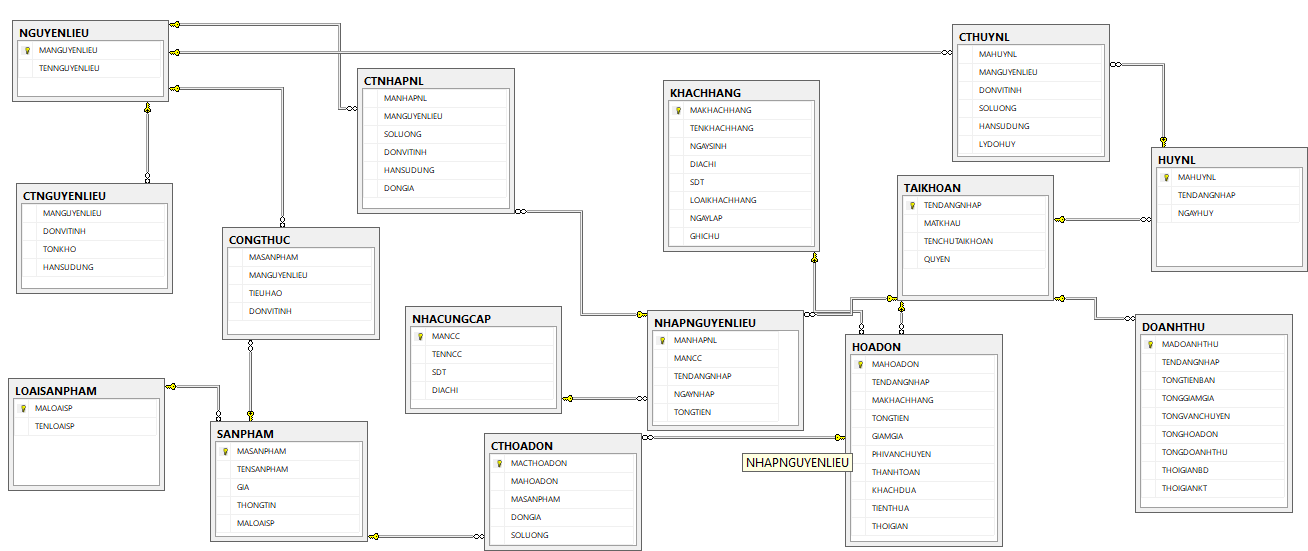 NGUYENLIEU
MANGUYENLIEU
TENNGUYENLIEU
CTNHAPNL
MANHAPNL
MANGUYENLIEU
SOLUONG
DONVITINH
HANSUDUNG
DONGIA
KHACHHANG
MAKHACHHANG
TENKHACHHANG
NGAYSINH
DIACHI
SDT
LOAIKHACHHANG
NGAYLAP
GHICHU
CTHUYNL
MAHUYNL
MANGUYENLIEU
DONVITINH
SOLUONG
HANSUDUNG
LYDOHUY
HUYNL
MAHUYNL
TENDANGNHAP
NGAYHUY
TAIKHOAN
TENDANGNHAP
MATKHAU
TENCHUTAIKHOAN
QUYEN
CTNGUYENLIEU
MANGUYENLIEU
DONVITINH
TONKHO
HANSUDUNG
CONGTHUC
MASANPHAM
MANGUYENLIEU
TIEUHAO
DONVITINH
NHACUNGCAP
MANCC
TENNCC
SDT
DIACHI
NHAPNGUYENLIEU
MANHAPNL
MANCC
TENDANGNHAP
NGAYNHAP
TONGTIEN
HOADON
MAHOADON
TENDANGNHAP
MAKHACHHANG
TONGTIEN
GIAMGIA
PHIVANCHUYEN
THANHTOAN
KHACHDUA
TIENTHUA
THOIGIAN
DOANHTHU
MADOANHTHU
TENDANGNHAP
TONGTIENBAN
TONGGIAMGIA
TONGVANCHUYEN
TONGHOADON
TONGDOANHTHU
THOIGIANBD
THOIGIANKT
LOAISANPHAM
MALOAISP
TENLOAISP
SANPHAM
MASANPHAM
TENSANPHAM
GIA
THONGTIN
MALOAISP
CTHOADON
MACTHOADON
MAHOADON
MASANPHAM
DONGIA
SOLUONG
NHAPNGUYENLIEU